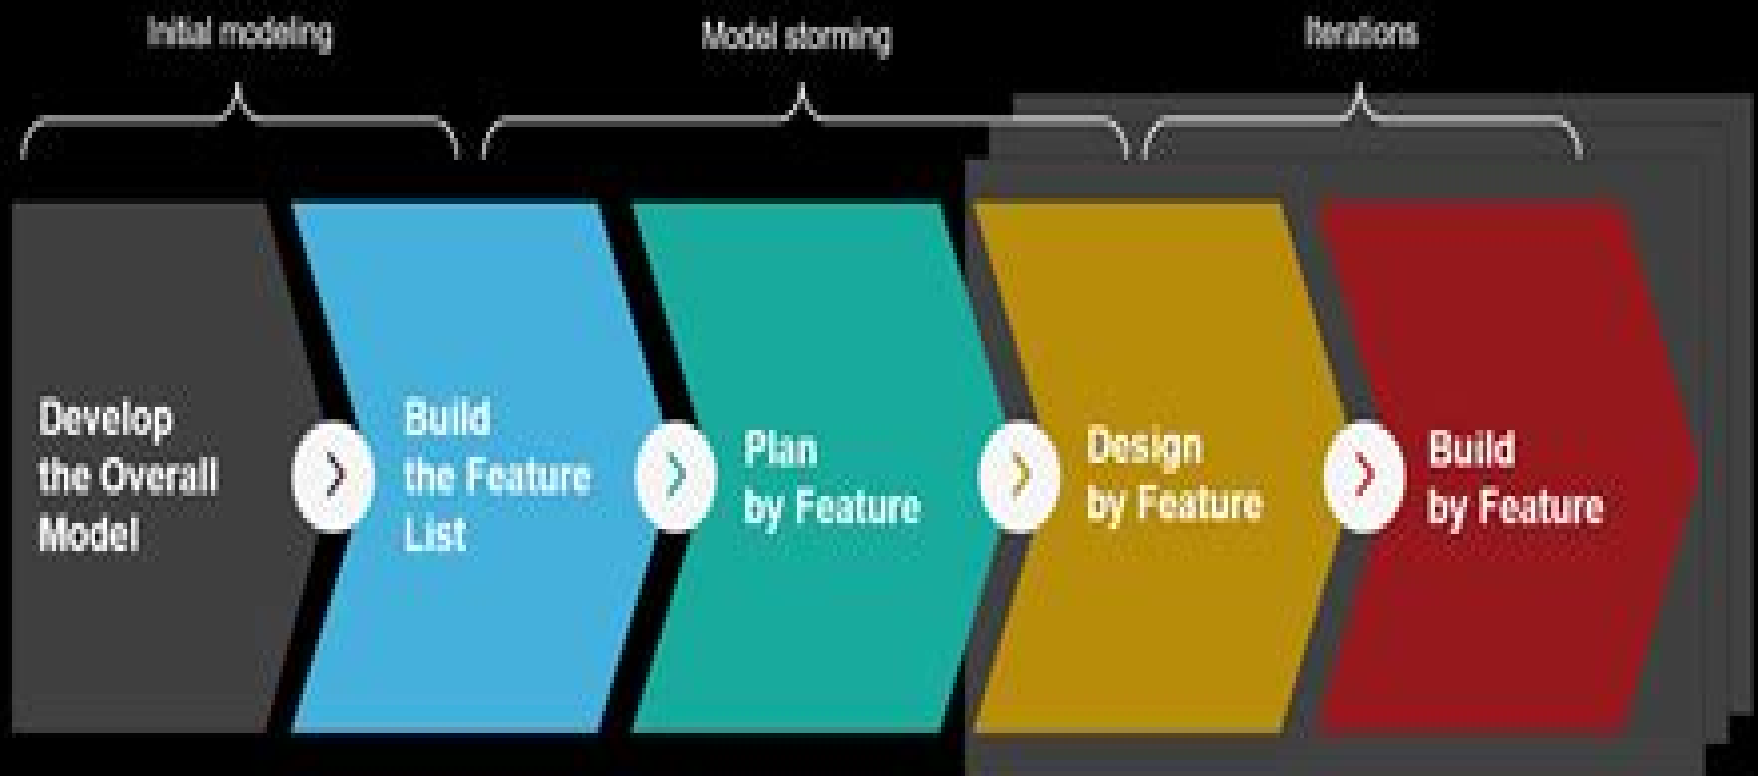 Initial modeling
Model storming
Iterations
Develop
the Overall
Model
Build
the Feature
List
Plan
by Feature
Design
by Feature
Build
by Feature